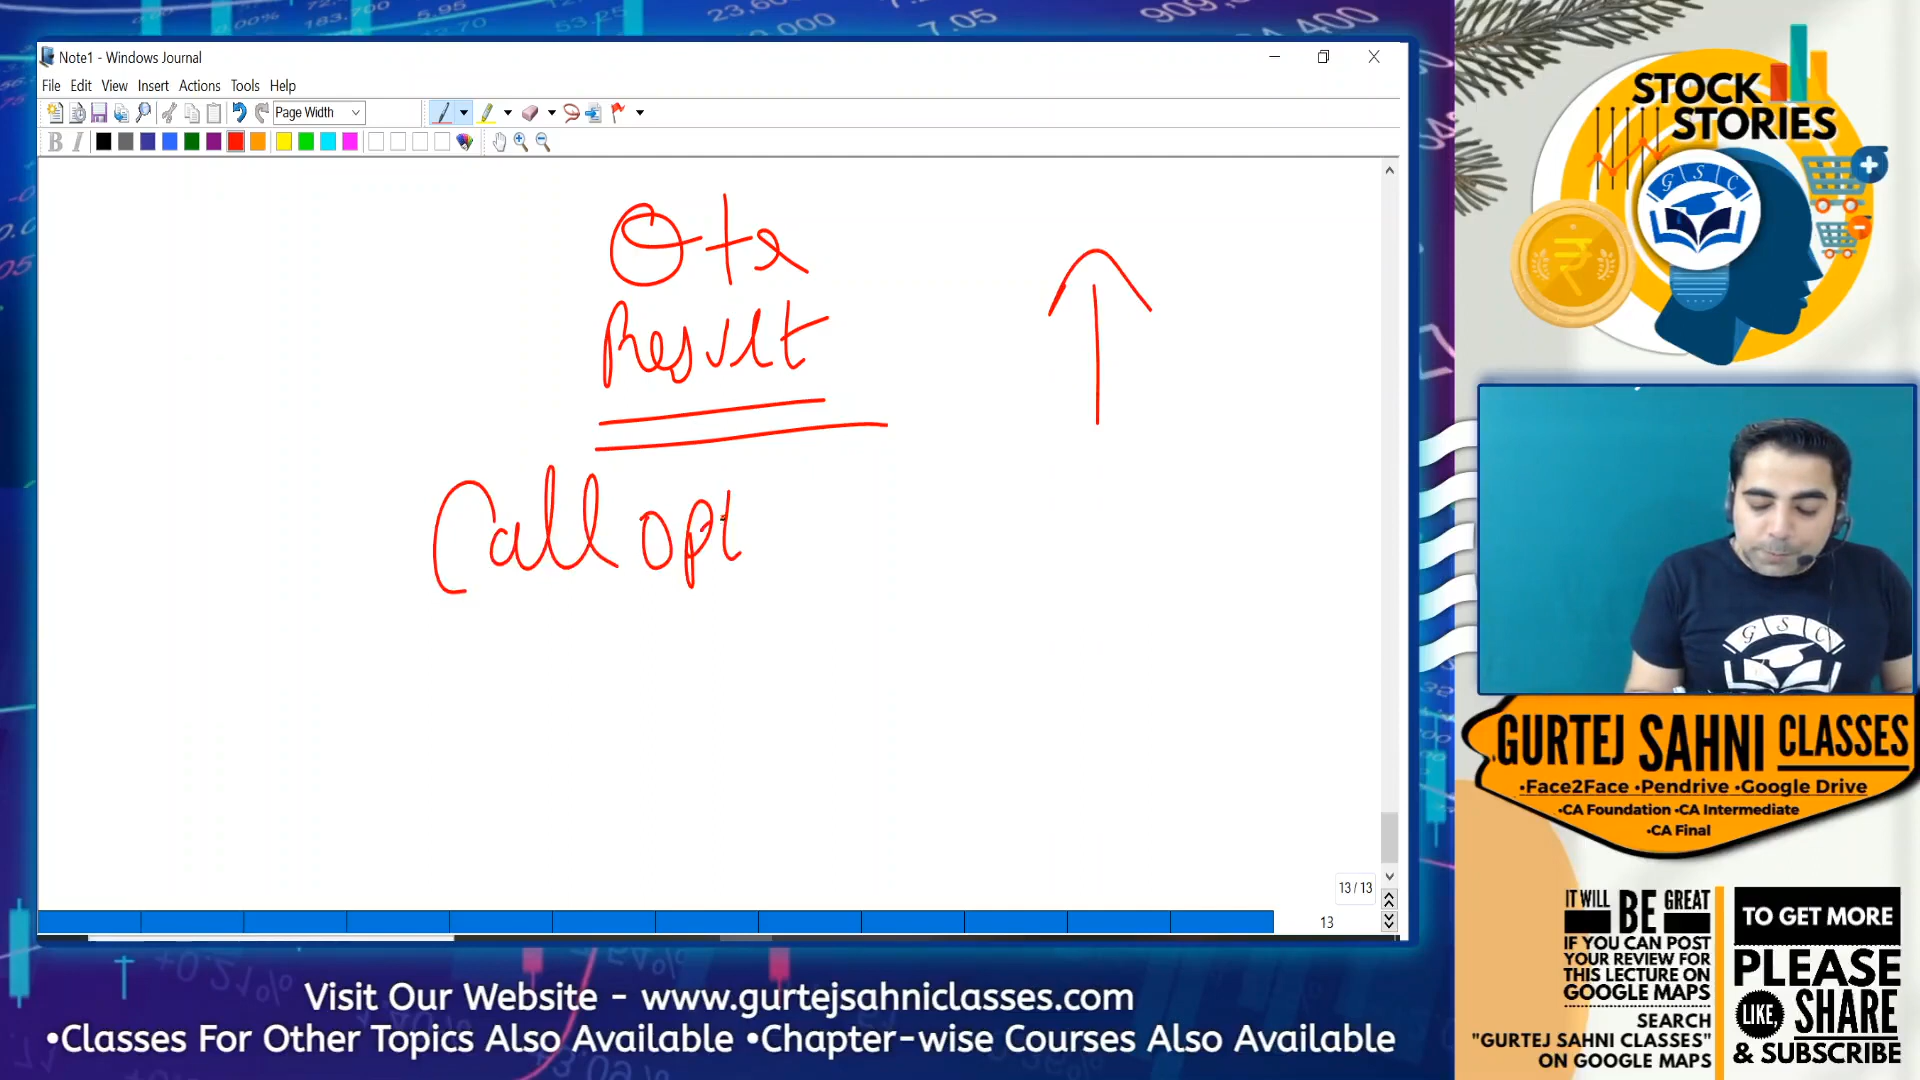 Note1 - Windows Journal
File Edit View Insert Actions Tools Help
Page Width
B I
Qtr
Result
Call opt
13 / 13
13
STOCK
STORIES
G S C
G S C
GURTEJ SAHNI CLASSES
•Face2Face •Pendrive •Google Drive
•CA Foundation •CA Intermediate
•CA Final
IT WILL BE GREAT
IF YOU CAN POST
YOUR REVIEW FOR
THIS LECTURE ON
GOOGLE MAPS
SEARCH
"GURTEJ SAHNI CLASSES"
ON GOOGLE MAPS
TO GET MORE
PLEASE
LIKE, SHARE
& SUBSCRIBE
Visit Our Website - www.gurtejsahniclasses.com
•Classes For Other Topics Also Available •Chapter-wise Courses Also Available